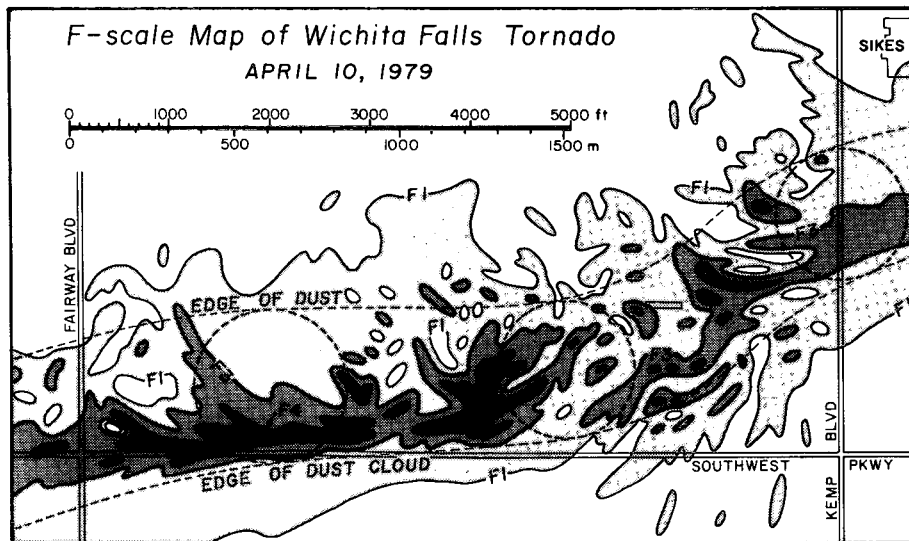 F-scale Map of Wichita Falls Tornado
APRIL 10, 1979
SIKES
0 1000 2000 3000 4000 5000 ft
0 500 1000 1500 m
F1
F1
FAIRWAY BLVD
EDGE OF DUST
F1
F1
F1
F4
EDGE OF DUST CLOUD
F1
SOUTHWEST PKWY
KEMP BLVD